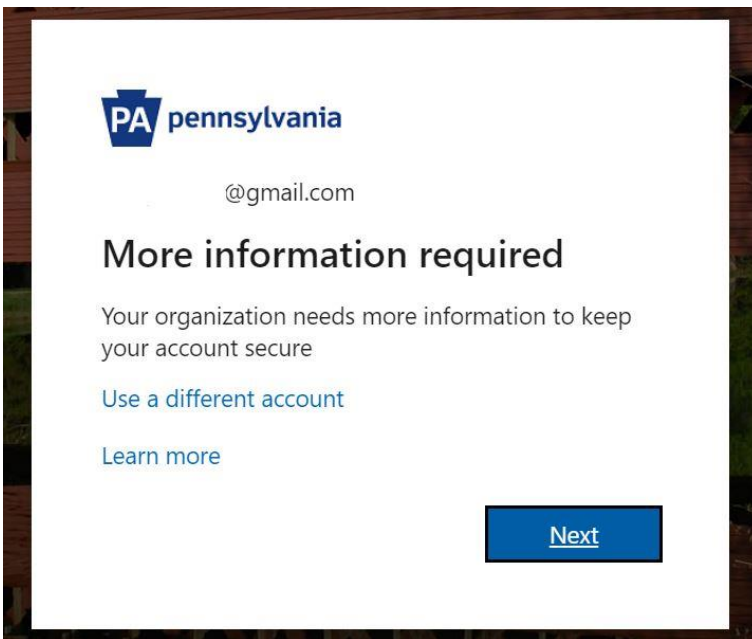 PA pennsylvania
@gmail.com
More information required
Your organization needs more information to keep
your account secure
Use a different account
Learn more
Next